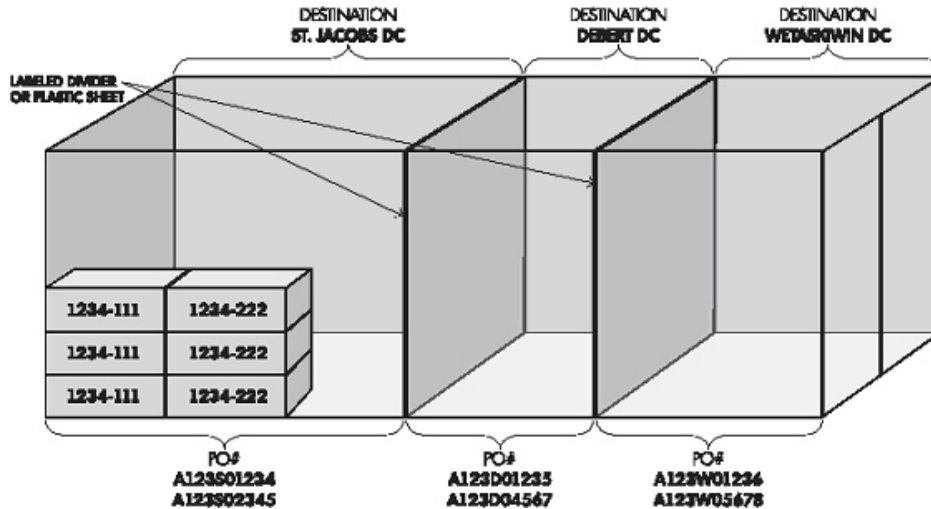 DESTINATION
ST. JACOBS DC
DESTINATION
DEBERT DC
DESTINATION
WETASKIWIN DC
LABELED DIVIDER
OR PLASTIC SHEET
1234-111
1234-222
1234-111
1234-222
1234-111
1234-222
PO#
A123S01234
A123S02345
PO#
A123D01235
A123D04567
PO#
A123W01236
A123W05678